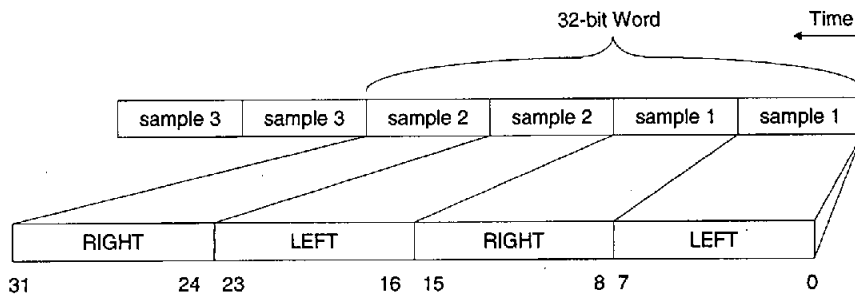 32-bit Word
Time
sample 3 sample 3 sample 2 sample 2 sample 1 sample 1
RIGHT LEFT RIGHT LEFT
31 24 23 16 15 8 7 0